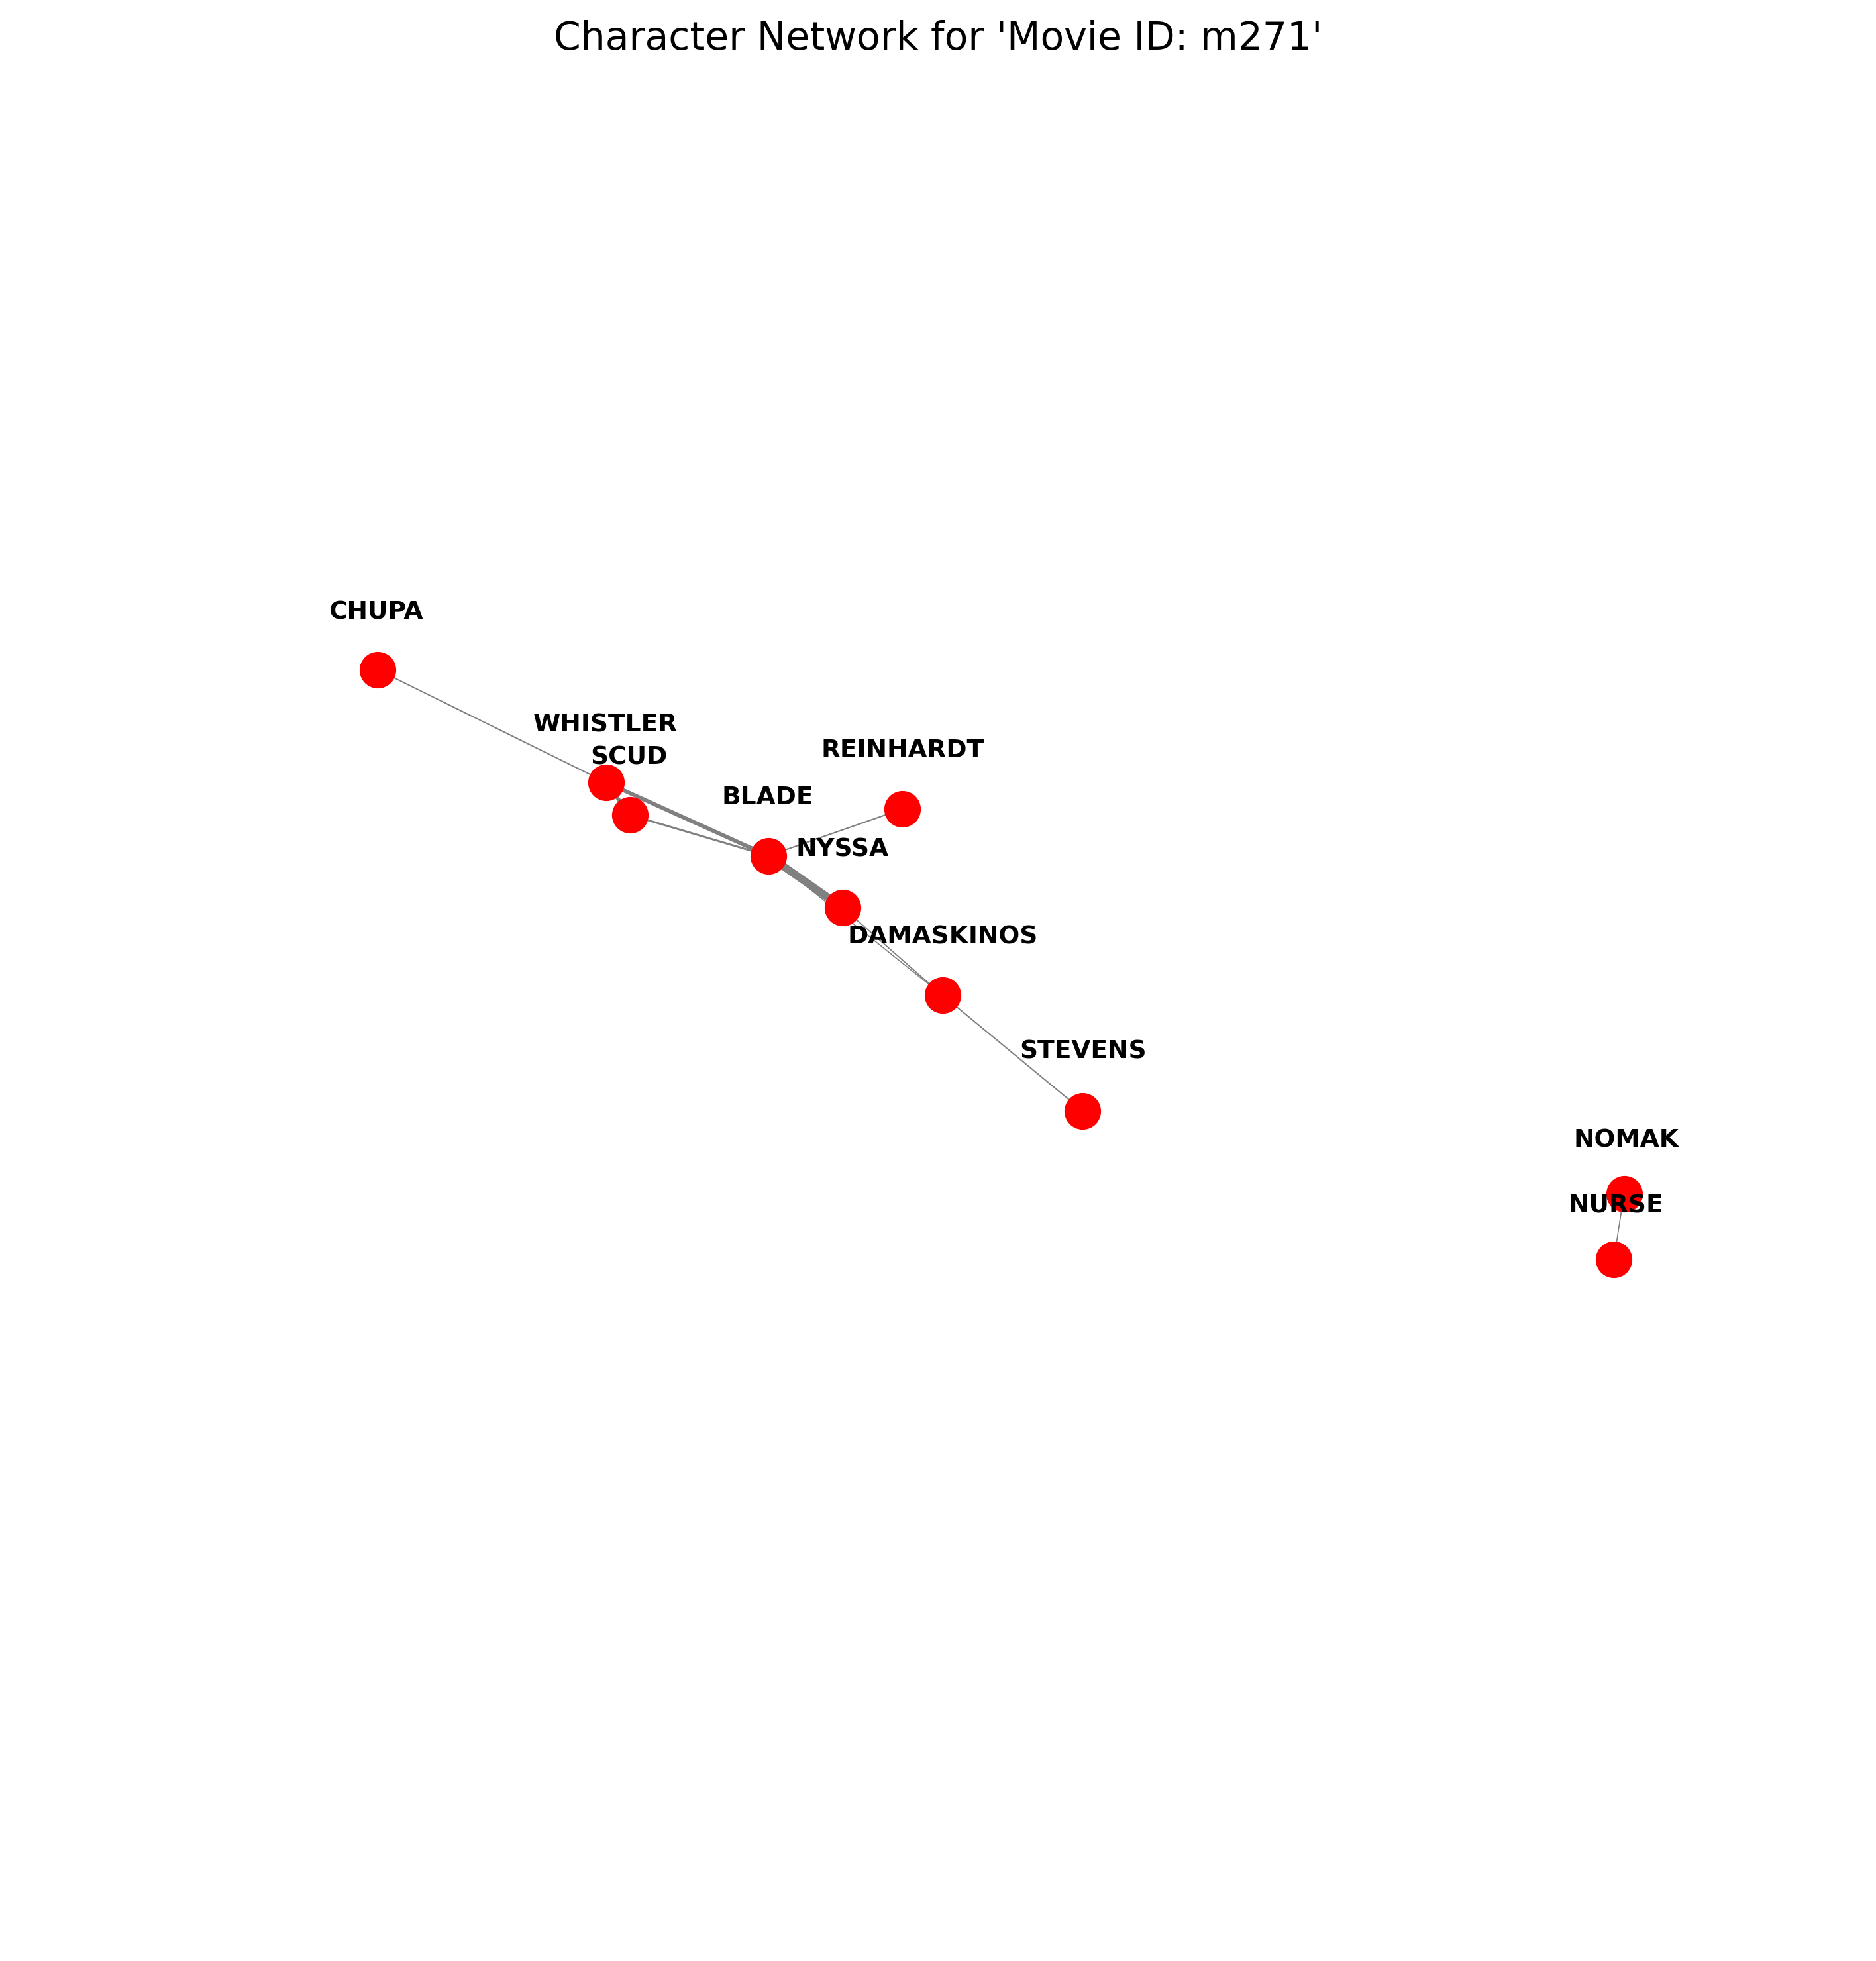 Character Network for 'Movie ID: m271'
CHUPA
WHISTLER
SCUD
REINHARDT
BLADE
NYSSA
DAMASKINOS
STEVENS
NOMAK
NURSE